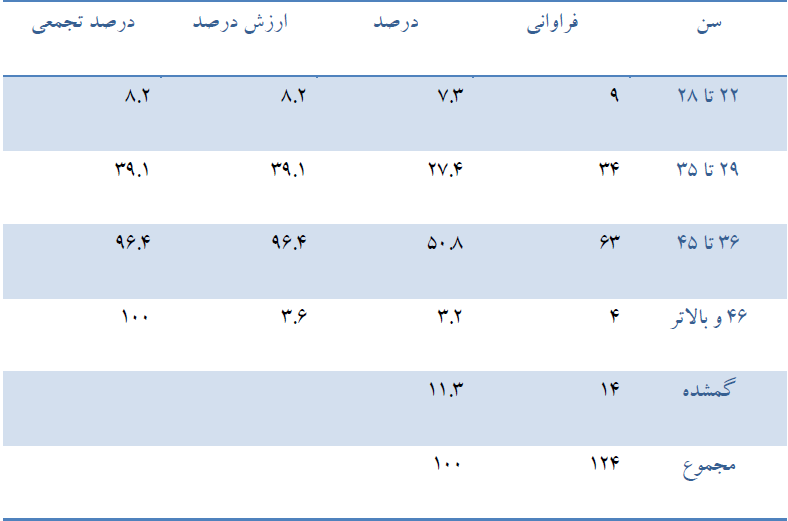 سن فراوانی درصد ارزش درصد درصد تجمعی
۲۲ تا ۲۸ ۹ ۷.۳ ۸.۲ ۸.۲
۲۹ تا ۳۵ ۳۴ ۲۷.۴ ۳۹.۱ ۳۹.۱
۳۶ تا ۴۵ ۶۳ ۵۰.۸ ۹۶.۴ ۹۶.۴
۴۶ و بالاتر ۴ ۳.۲ ۳.۶ ۱۰۰
گمشده ۱۴ ۱۱.۳
مجموع ۱۲۴ ۱۰۰